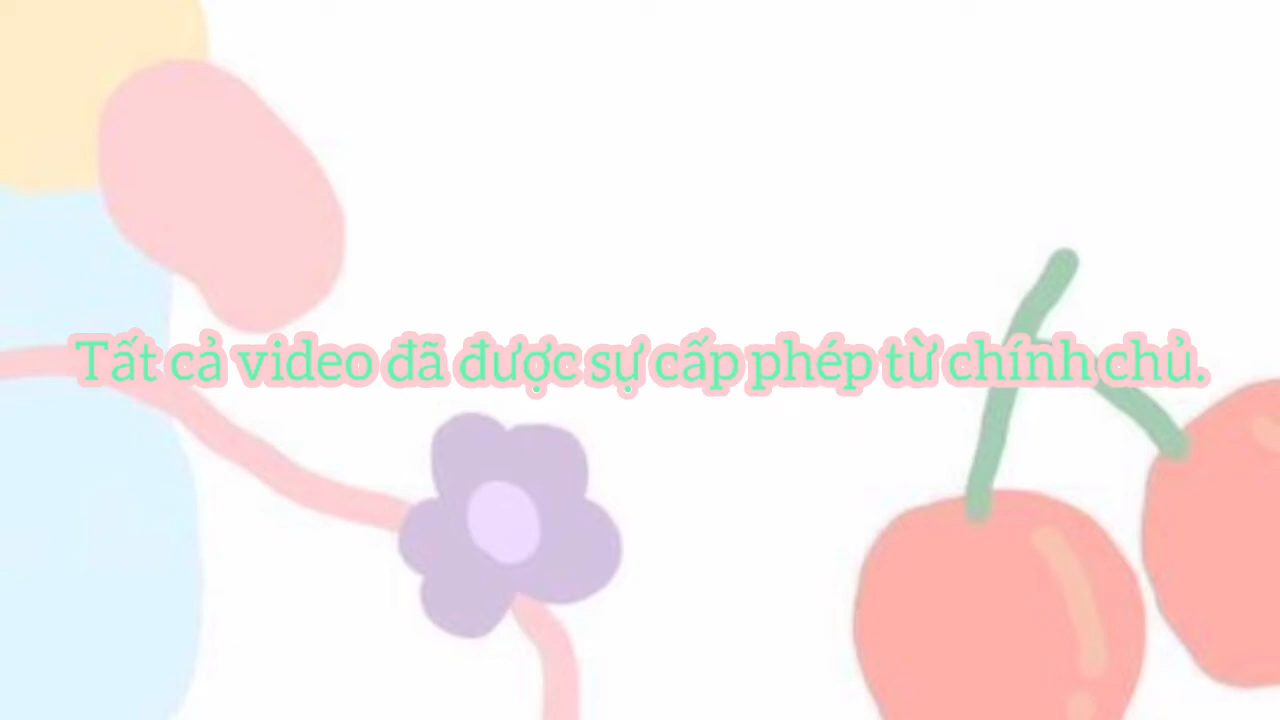 Tất cả video đã được sự cấp phép từ chính chủ.